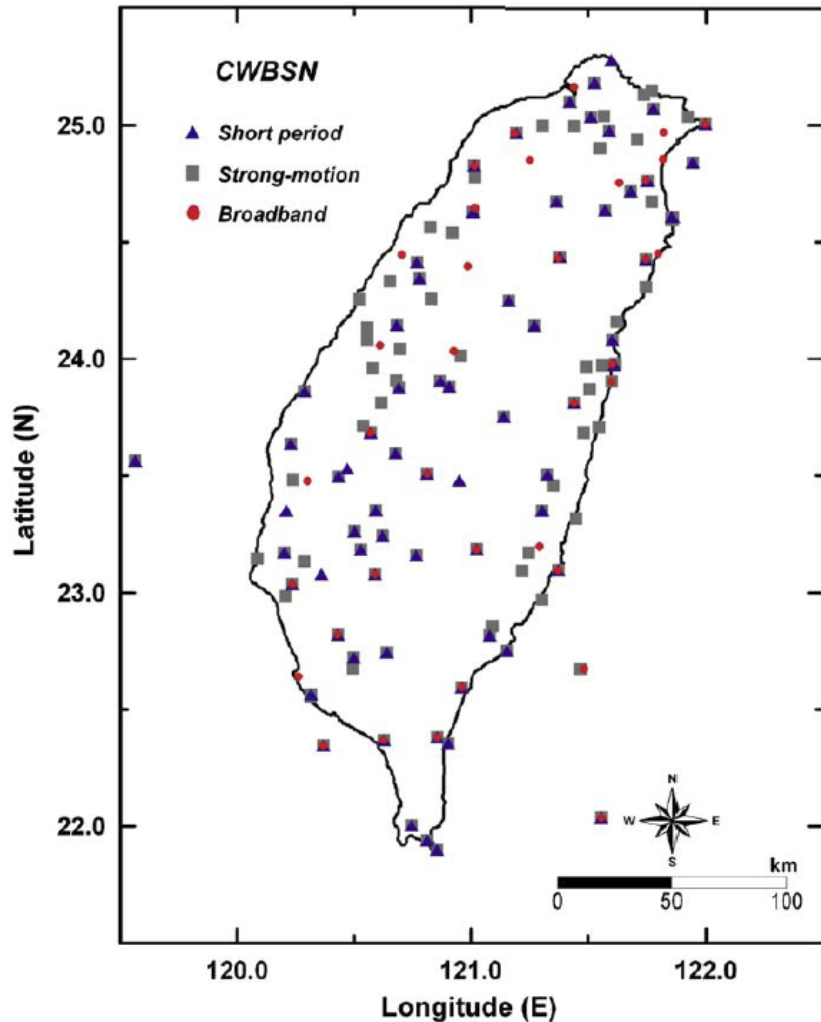 CWBSN
Short period
Strong-motion
Broadband
25.0
24.0
23.0
22.0
Latitude (N)
N
W
E
S
km
0
50
100
120.0
121.0
122.0
Longitude (E)